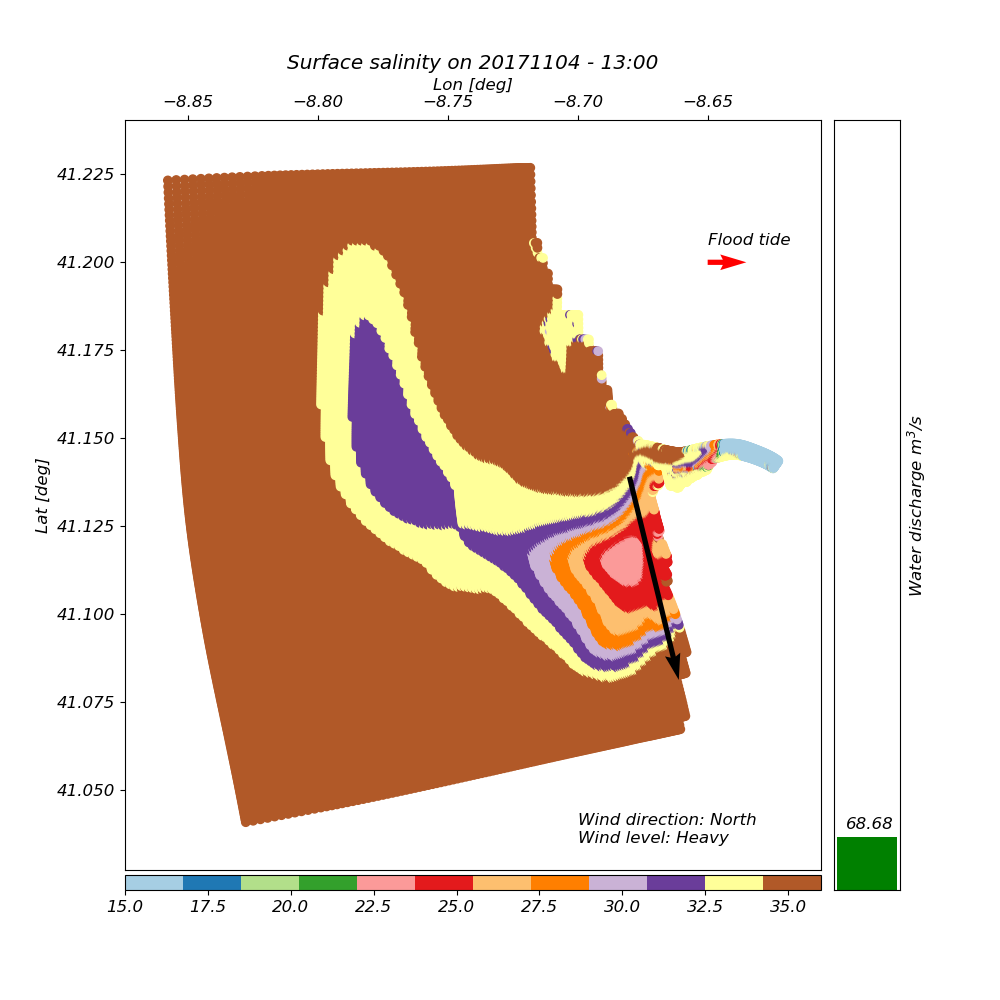 Surface salinity on 20171104 - 13:00
Lon [deg]
−8.85 −8.80 −8.75 −8.70 −8.65
41.225
41.200
41.175
41.150
41.125
41.100
41.075
41.050
Lat [deg]
Flood tide
Wind direction: North
Wind level: Heavy
15.0 17.5 20.0 22.5 25.0 27.5 30.0 32.5 35.0
68.68
Water discharge m³/s